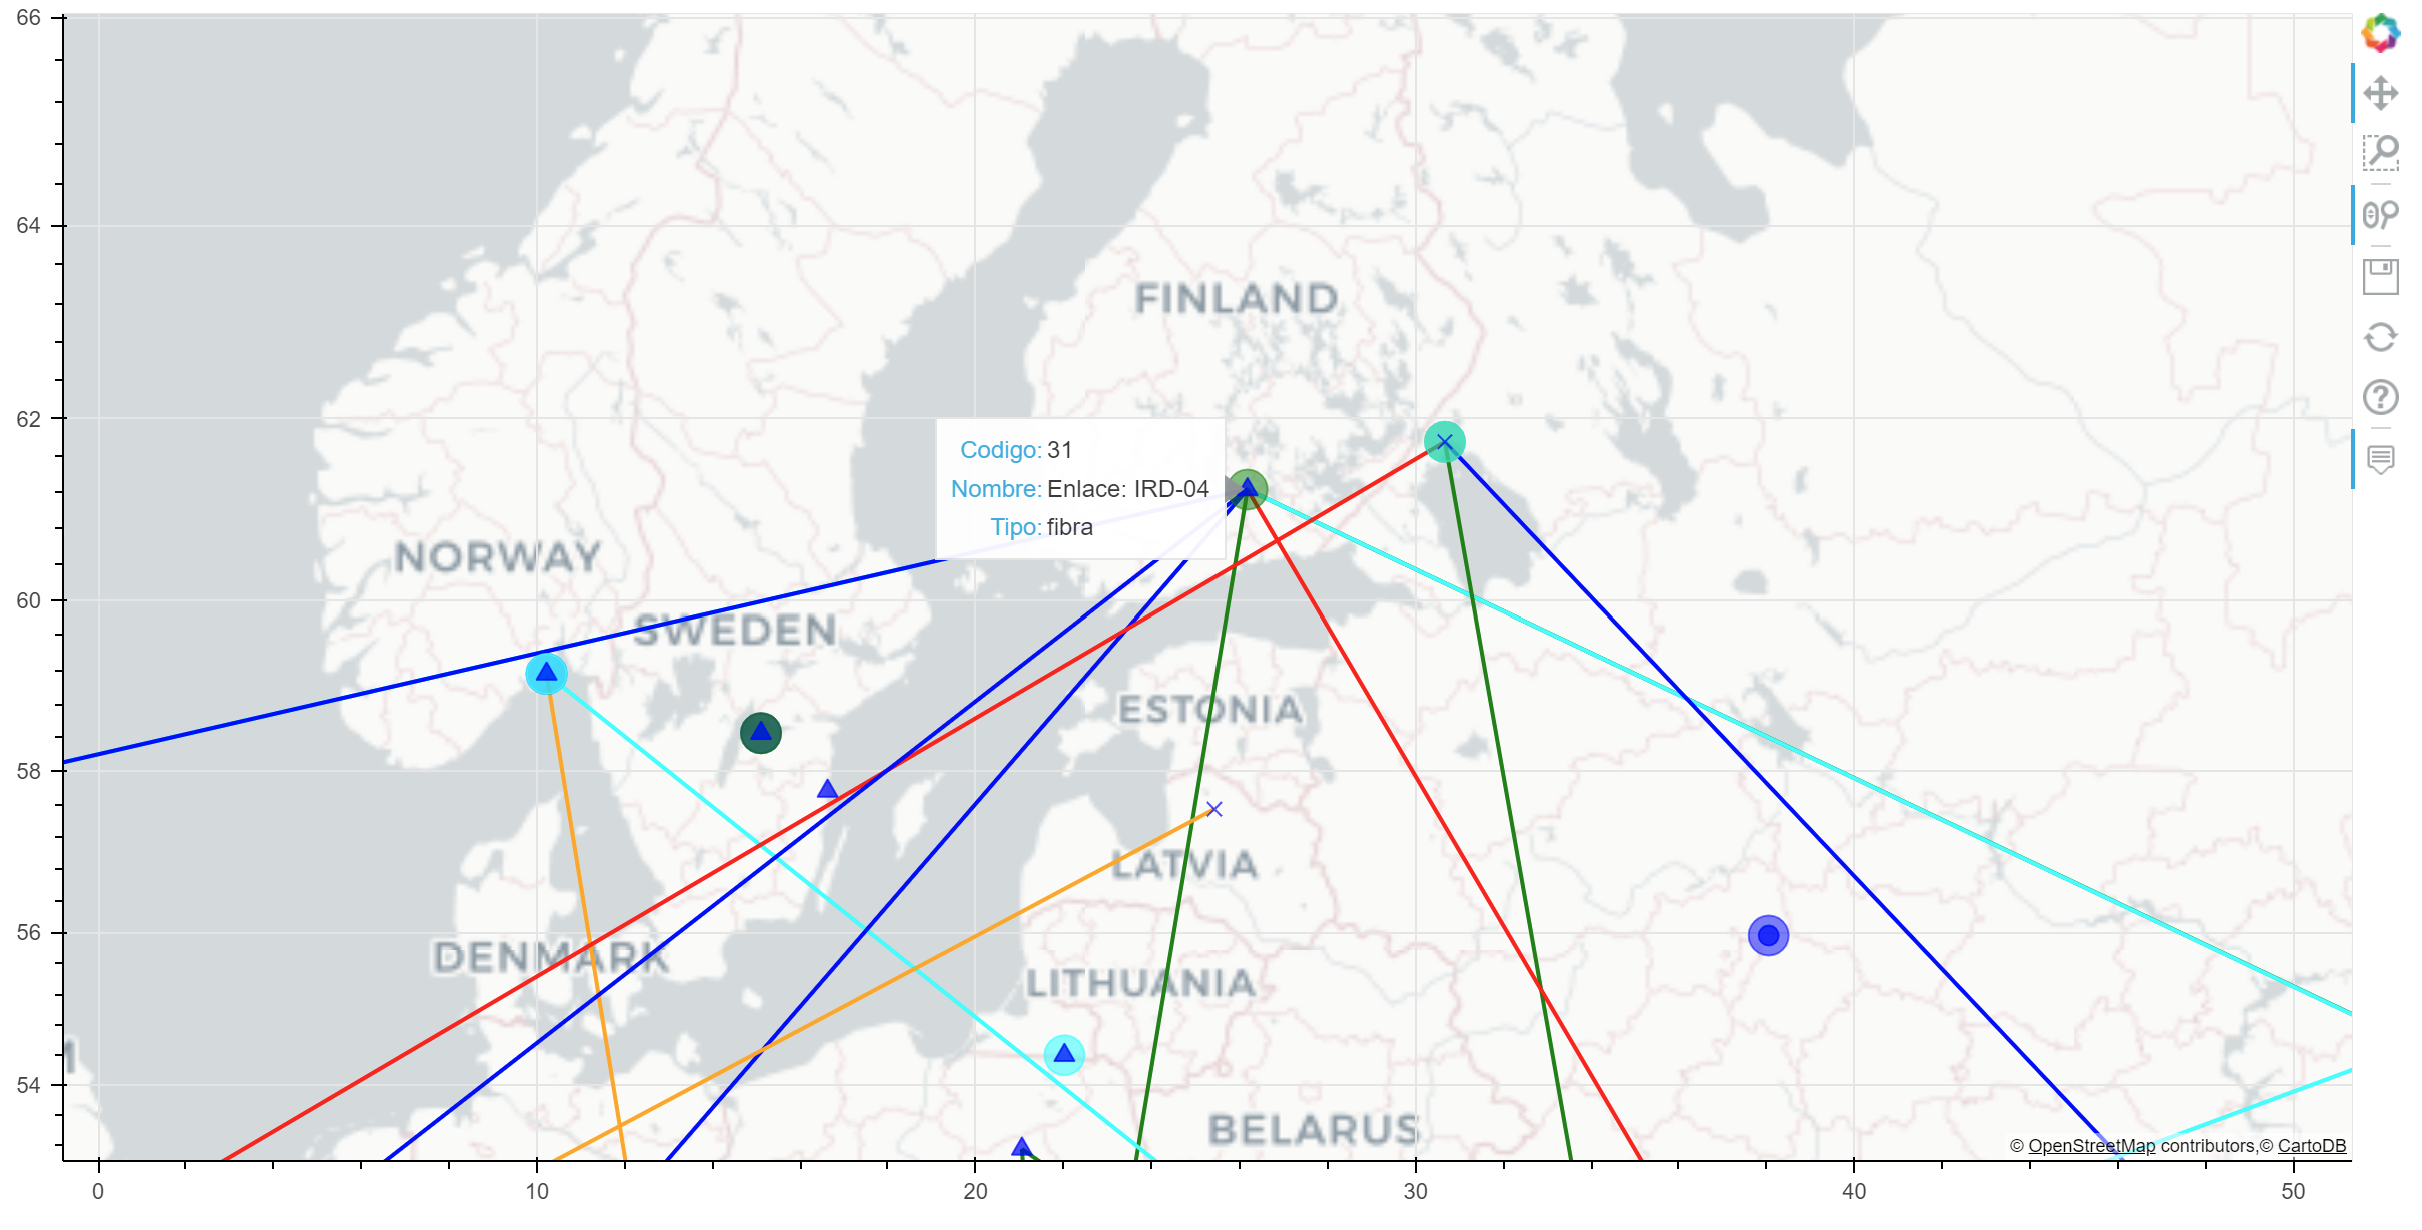 66
64
62
60
58
56
54
FINLAND
Codigo: 31
Nombre: Enlace: IRD-04
Tipo: fibra
NORWAY
SWEDEN
ESTONIA
LATVIA
DENMARK
LITHUANIA
BELARUS
© OpenStreetMap contributors,© CartoDB
0 10 20 30 40 50